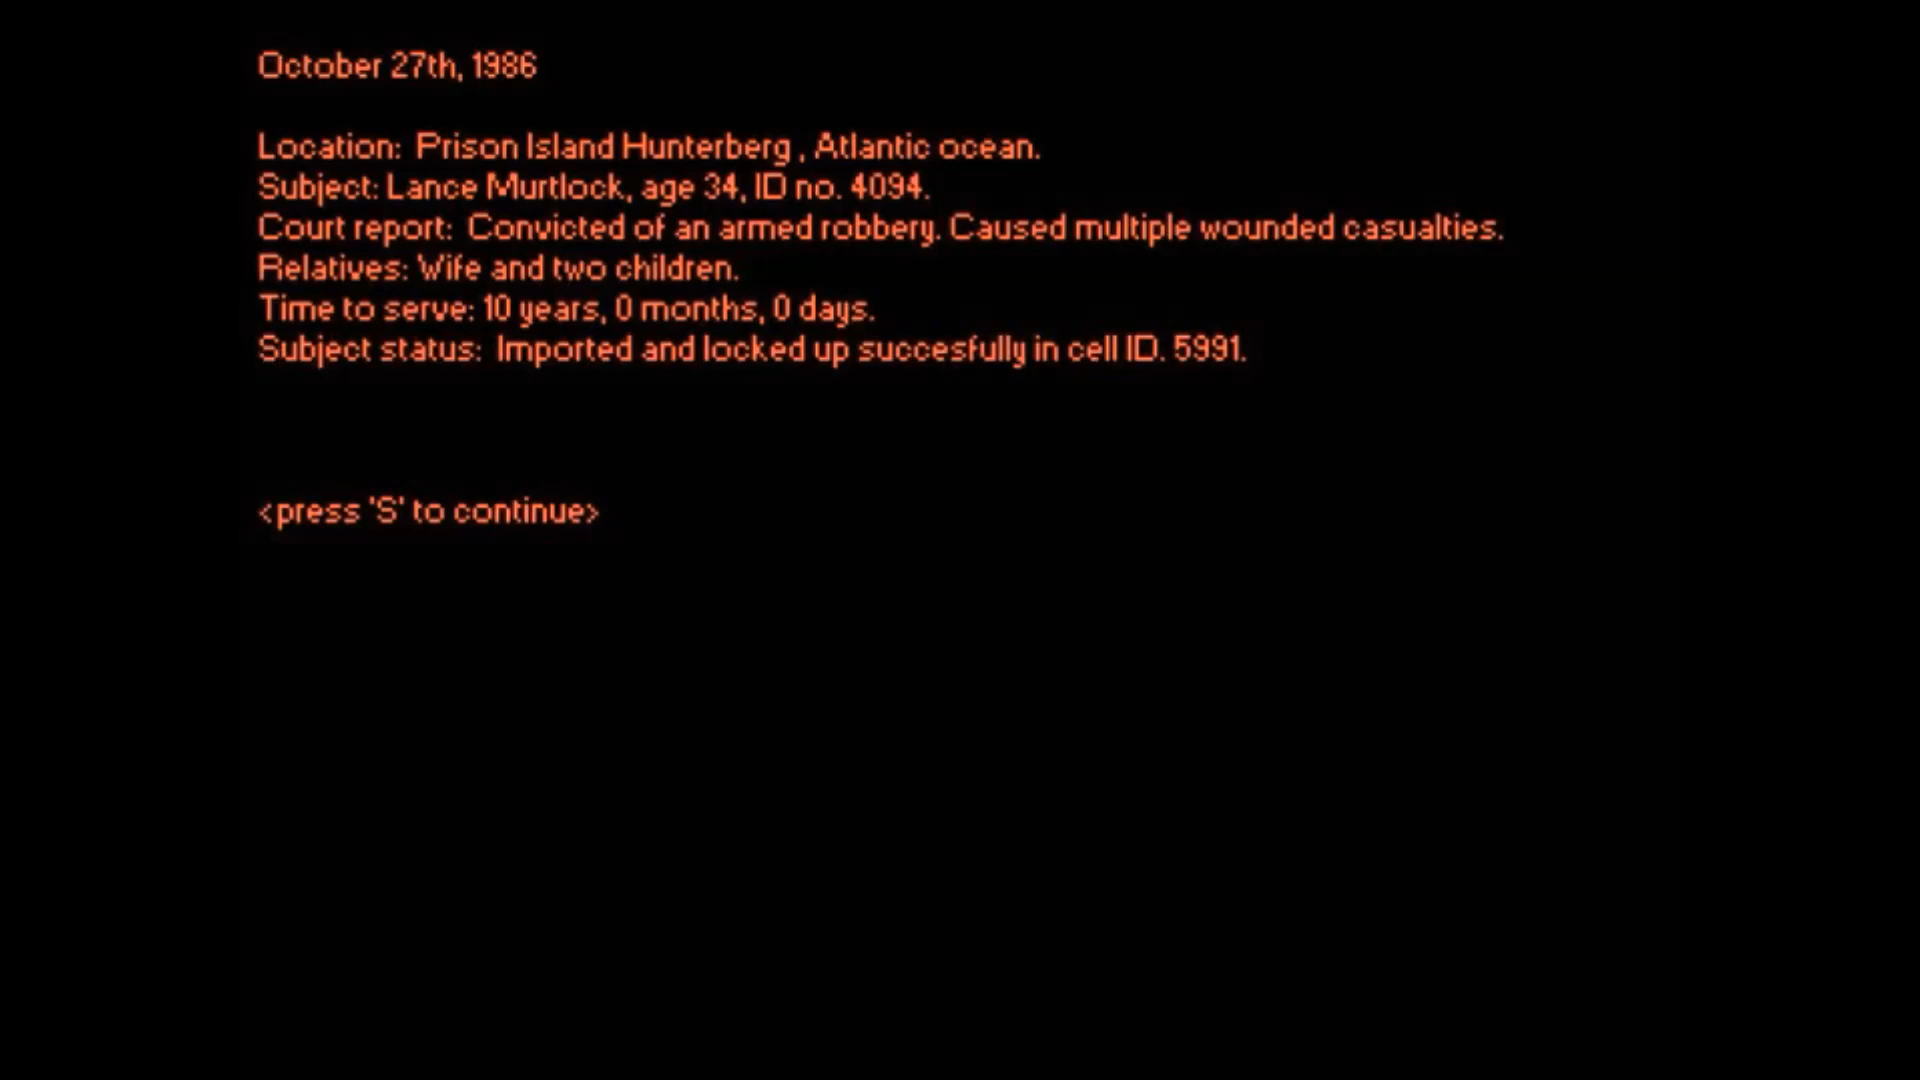 October 27th, 1986
Location: Prison Island Hunterberg , Atlantic ocean.
Subject: Lance Murtlock, age 34, ID no. 4094.
Court report: Convicted of an armed robbery. Caused multiple wounded casualties.
Relatives: Wife and two children.
Time to serve: 10 years, 0 months, 0 days.
Subject status: Imported and locked up succesfully in cell ID. 5991.
<press 'S' to continue>